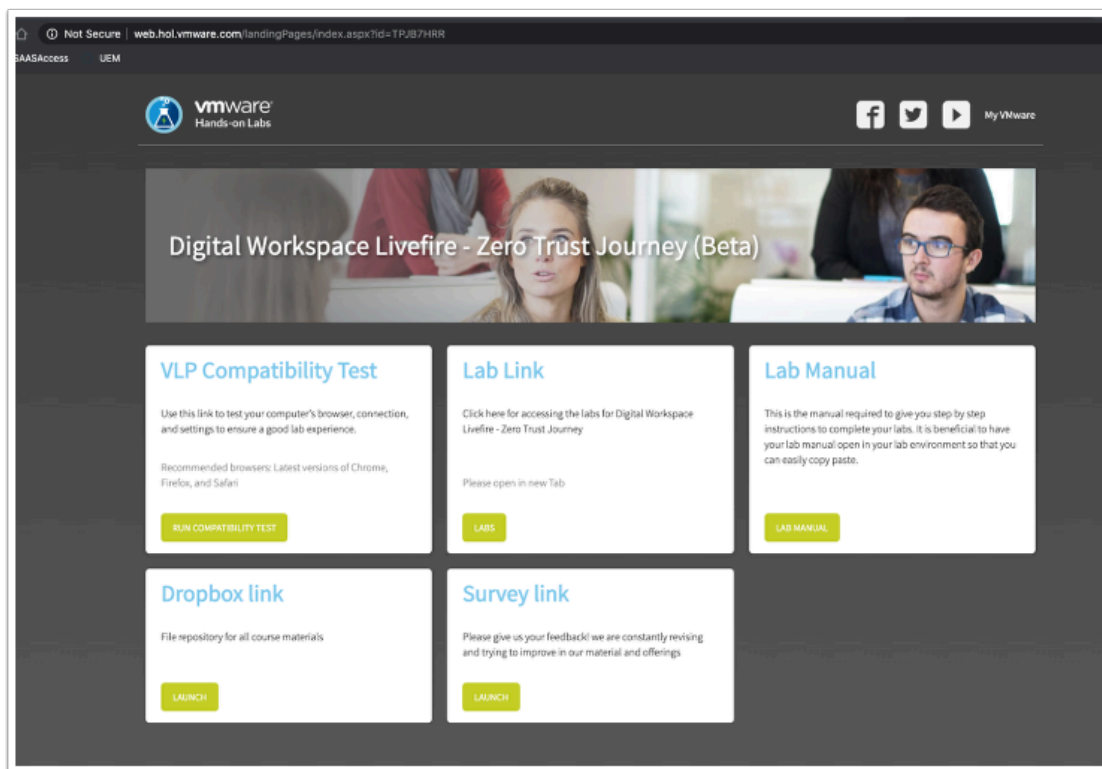 Not Secure | web.hol.vmware.com/landingPages/index.aspx?id=TPJB7HRR
SAASAccess UEM
vmware
Hands-on Labs
My VMware
Digital Workspace Livefire - Zero Trust Journey (Beta)
VLP Compatibility Test
Use this link to test your computer's browser, connection,
and settings to ensure a good lab experience.
Recommended browsers: Latest versions of Chrome,
Firefox, and Safari
RUN COMPATIBILITY TEST
Lab Link
Click here for accessing the labs for Digital Workspace
Livefire - Zero Trust Journey
Please open in new Tab
LABS
Lab Manual
This is the manual required to give you step by step
instructions to complete your labs. It is beneficial to have
your lab manual open in your lab environment so that you
can easily copy paste.
LAB MANUAL
Dropbox link
File repository for all course materials
LAUNCH
Survey link
Please give us your feedback! we are constantly revising
and trying to improve in our material and offerings
LAUNCH